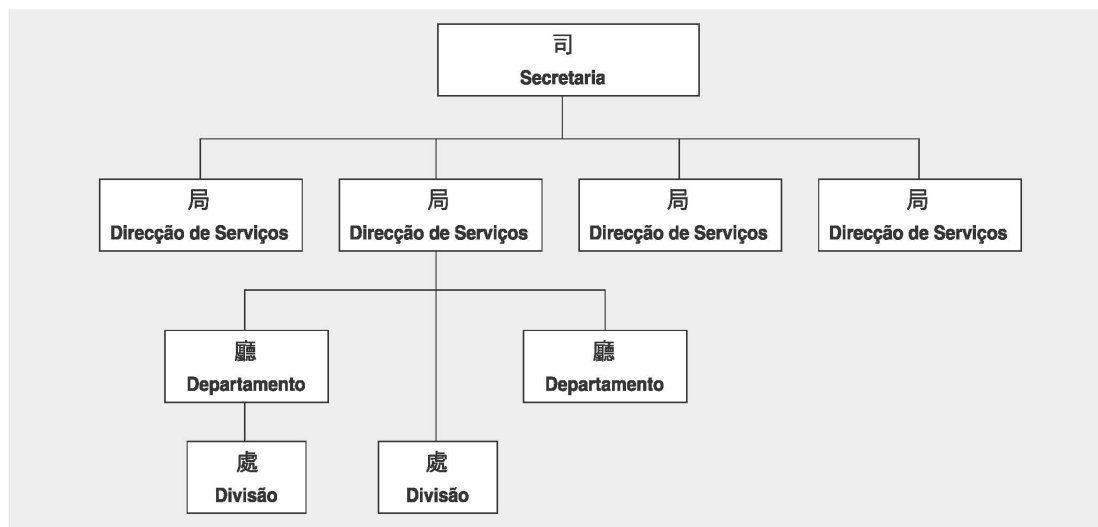 司
Secretaria
局
Direcção de Serviços
局
Direcção de Serviços
局
Direcção de Serviços
局
Direcção de Serviços
廳
Departamento
廳
Departamento
處
Divisão
處
Divisão